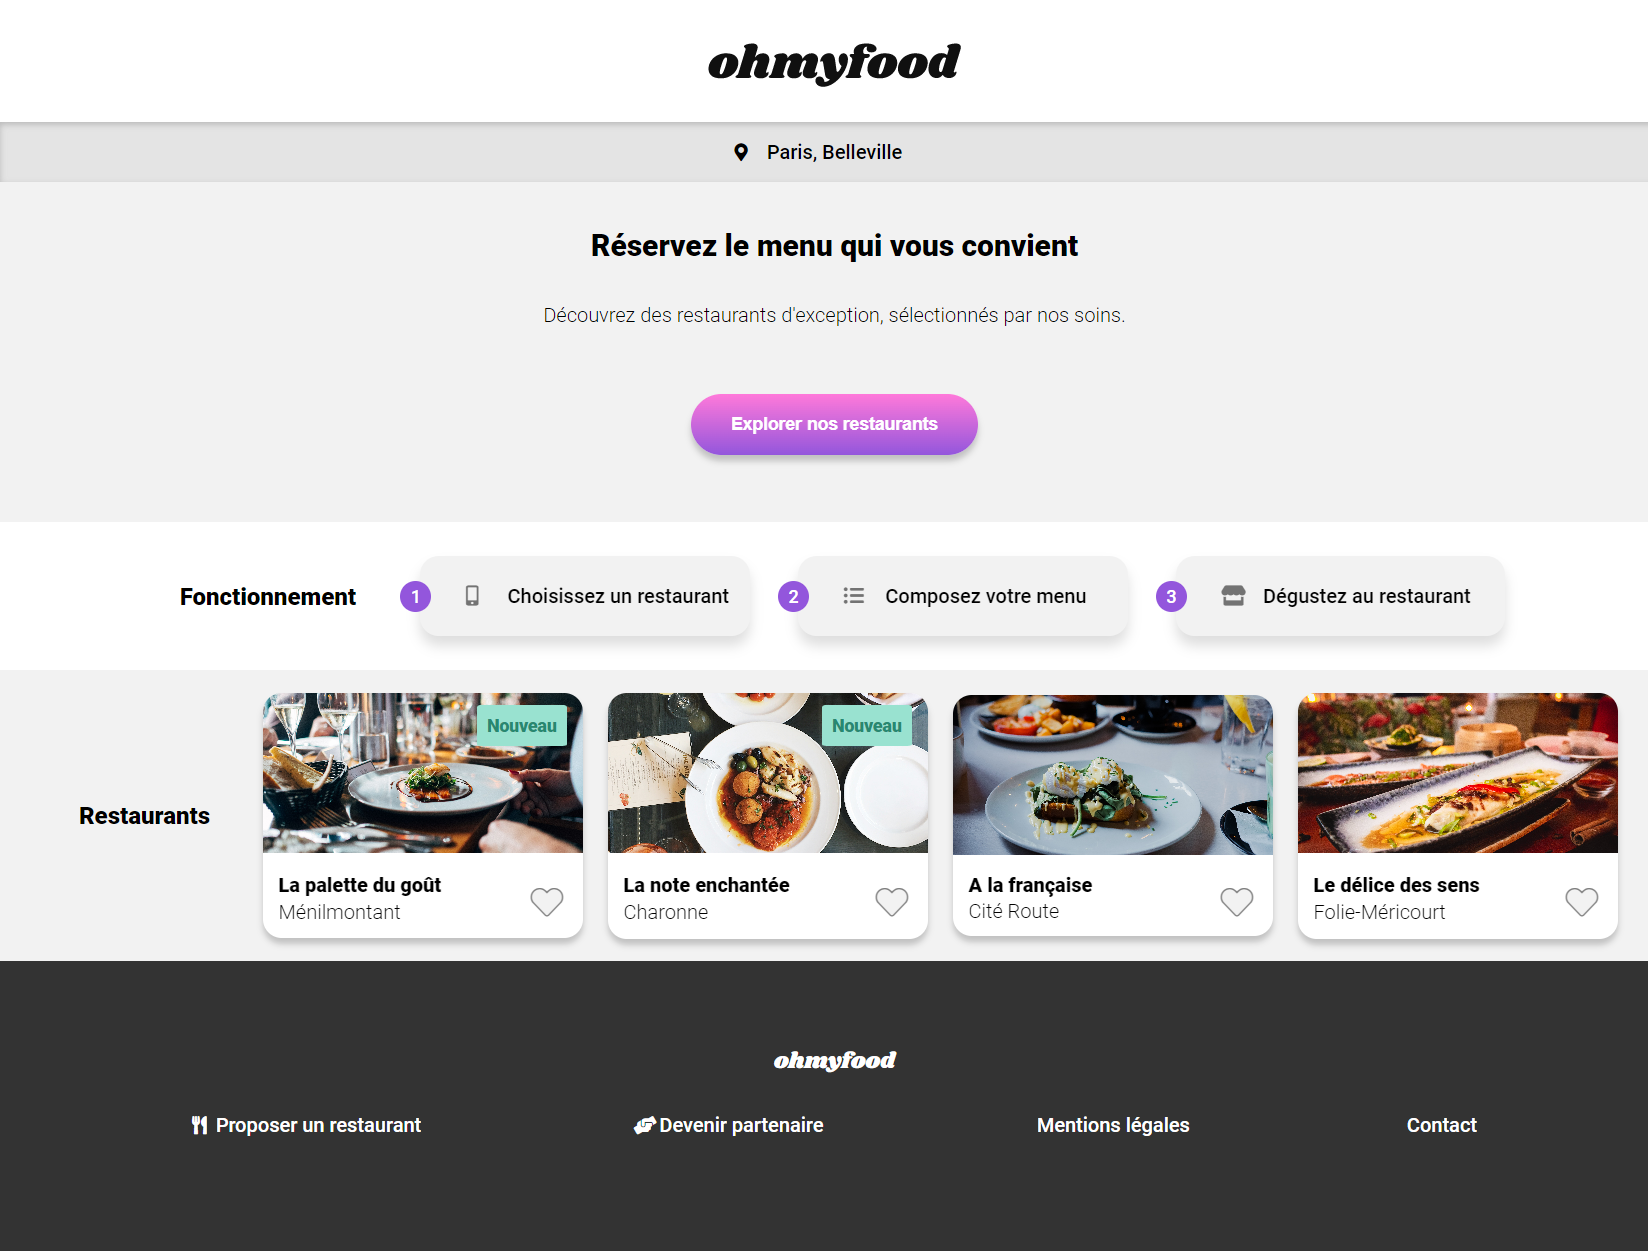 ohmyfood
Paris, Belleville
Réservez le menu qui vous convient
Découvrez des restaurants d'exception, sélectionnés par nos soins.
Explorer nos restaurants
Fonctionnement
1 Choisissez un restaurant
2 Composez votre menu
3 Dégustez au restaurant
Restaurants
Nouveau
La palette du goût
Ménilmontant
Nouveau
La note enchantée
Charonne
A la française
Cité Route
Le délice des sens
Folie-Méricourt
ohmyfood
Proposer un restaurant
Devenir partenaire
Mentions légales
Contact